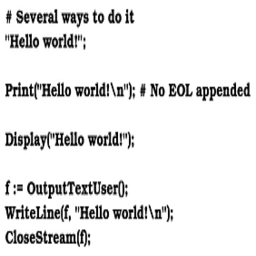 # Several ways to do it
"Hello world!";
Print("Hello world!\n"); # No EOL appended
Display("Hello world!");
f := OutputTextUser();
WriteLine(f, "Hello world!\n");
CloseStream(f);